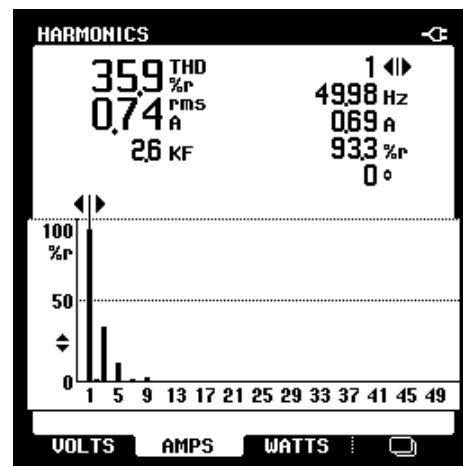 HARMONICS
35.9 THD %r
0.74 rms A
2.6 KF
1
49.98 Hz
0.69 A
93.3 %r
0 °
100
%r
50
0
1 5 9 13 17 21 25 29 33 37 41 45 49
VOLTS AMPS WATTS